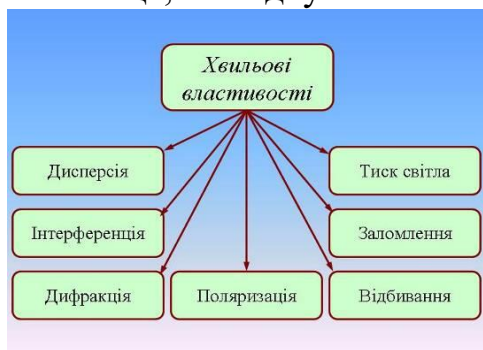 Хвильові
властивості
Дисперсія
Тиск світла
Інтерференція
Заломлення
Дифракція
Поляризація
Відбивання